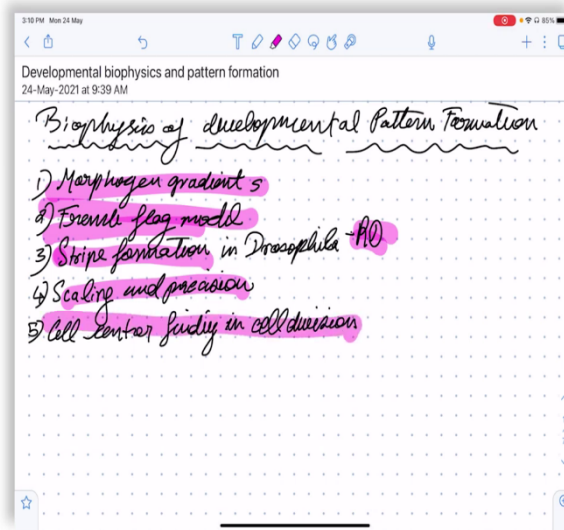 3:10 PM Mon 24 May
85%
T
Developmental biophysics and pattern formation
24-May-2021 at 9:39 AM
Biophysics of developmental Pattern Formation
1) Morphogen gradients
2) French flag model
3) Stripe formation in Drosophila - RD
4) Scaling and precision
5) Cell center finding in cell division